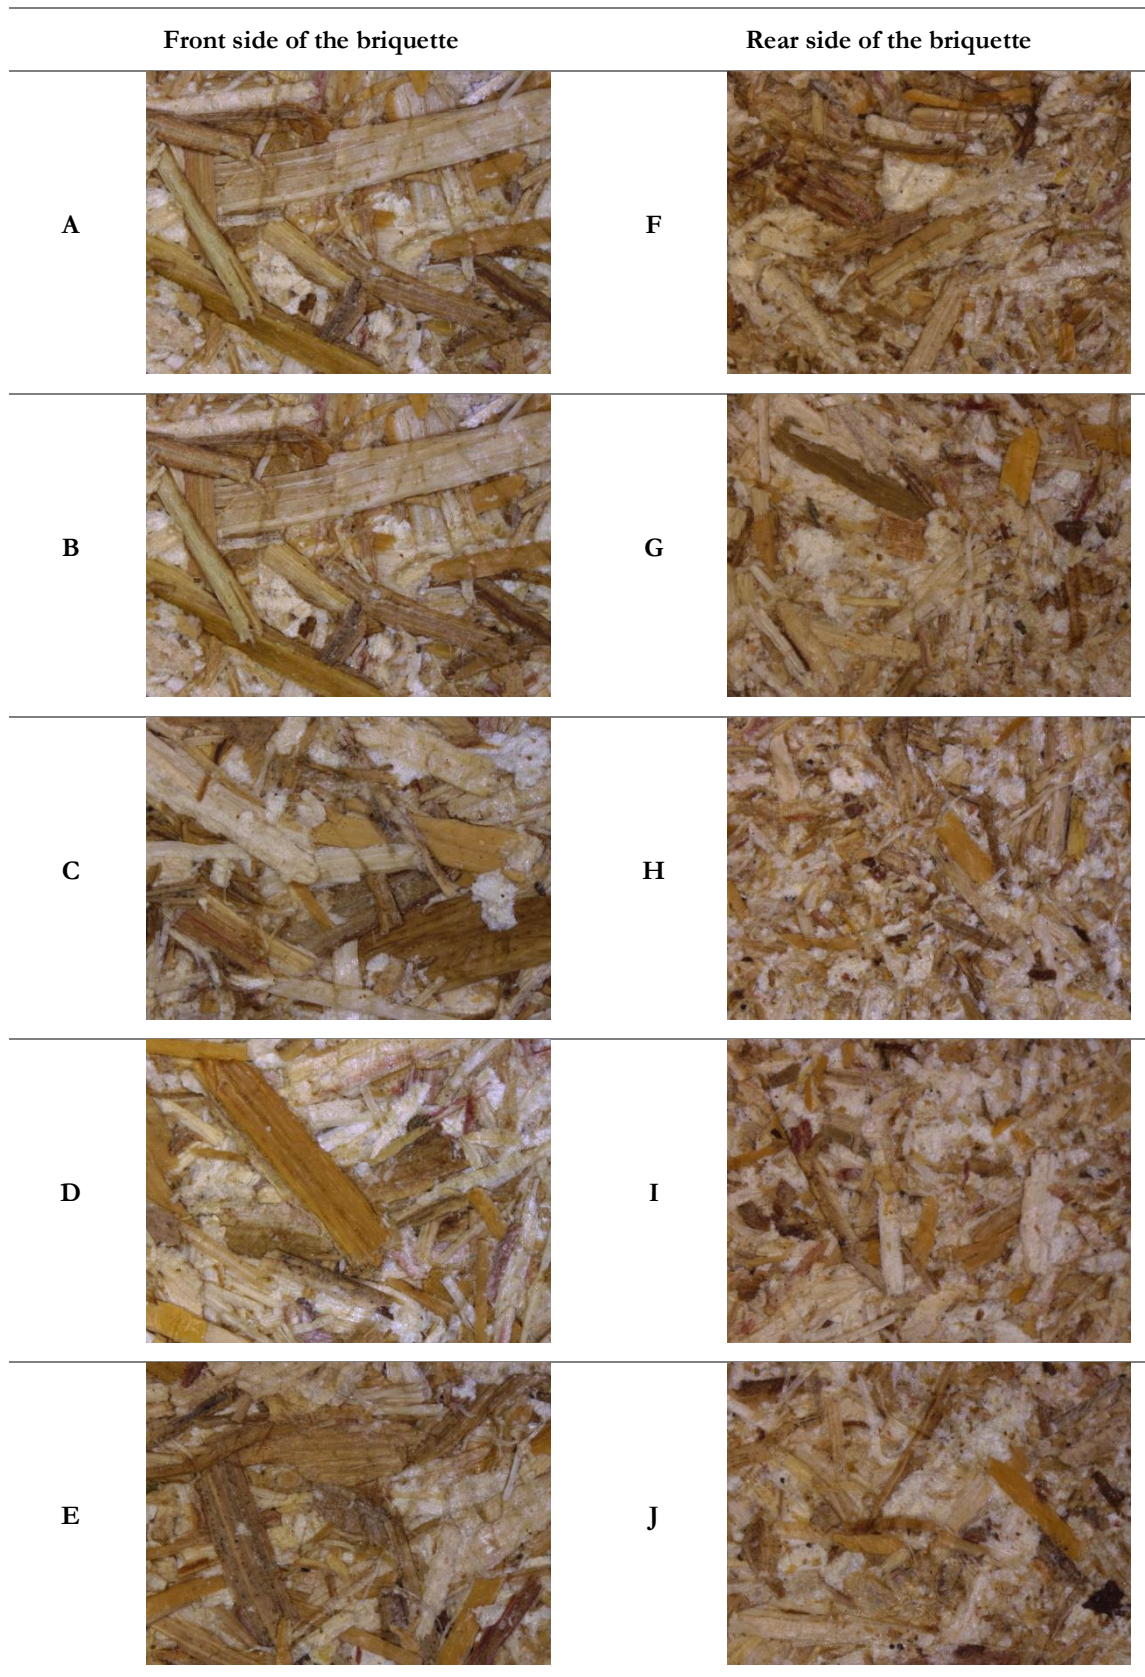 Front side of the briquette Rear side of the briquette
A F
B G
C H
D I
E J